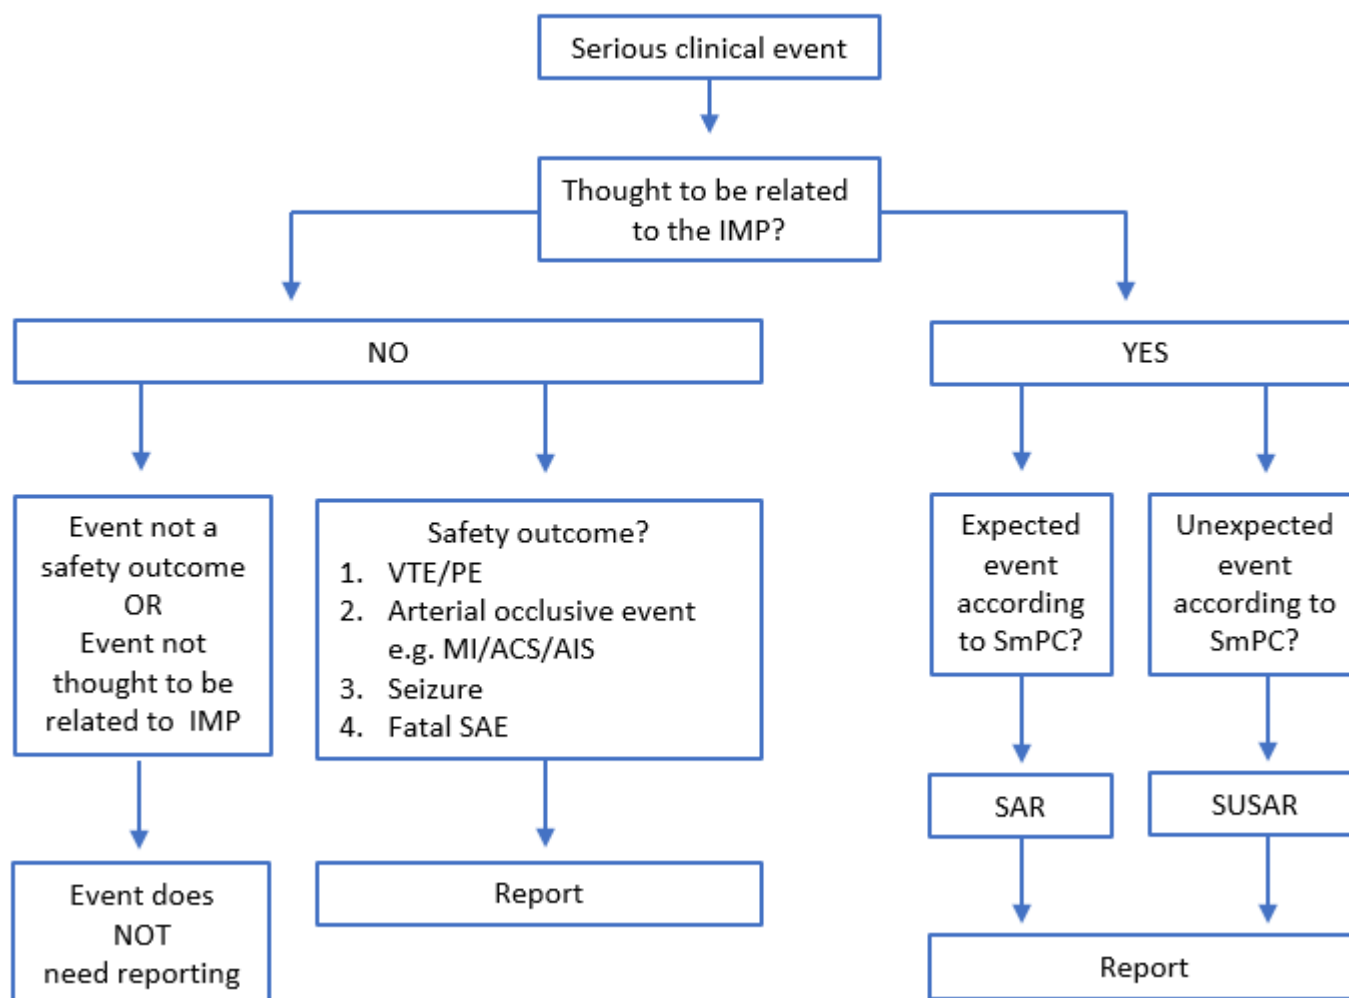 Serious clinical event
Thought to be related
to the IMP?
NO
YES
Event not a
safety outcome
OR
Event not
thought to be
related to IMP
Safety outcome?
1. VTE/PE
2. Arterial occlusive event
e.g. MI/ACS/AIS
3. Seizure
4. Fatal SAE
Expected
event
according
to SmPC?
Unexpected
event
according to
SmPC?
SAR
SUSAR
Event does
NOT
need reporting
Report
Report